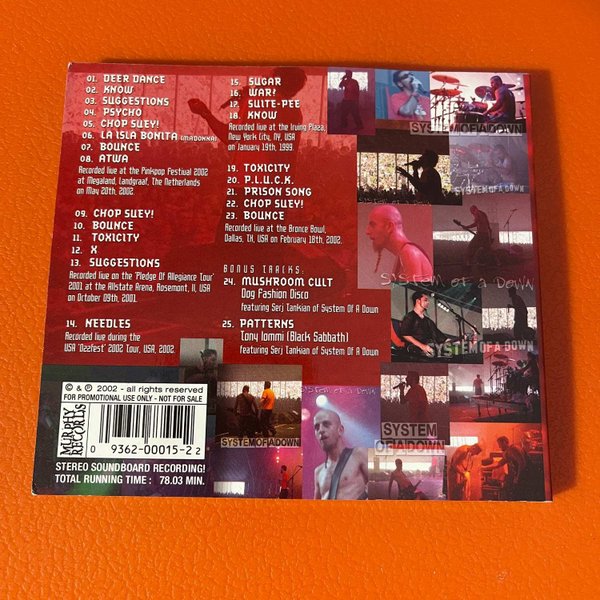 01. DEER DANCE
02. KNOW
03. SUGGESTIONS
04. PSYCHO
05. CHOP SUEY!
06. LA ISLA BONITA (MADONNA)
07. BOUNCE
08. ATWA
Recorded live at the Pinkpop Festival 2002
at Megaland, Landgraaf, The Netherlands
on May 20th, 2002.
09. CHOP SUEY!
10. BOUNCE
11. TOXICITY
12. X
13. SUGGESTIONS
Recorded live on the 'Pledge Of Allegiance Tour'
2001 at the Allstate Arena, Rosemont, Il, USA
on October 09th, 2001.
14. NEEDLES
Recorded live during the
USA 'Ozzfest' 2002 Tour, USA, 2002.
15. SUGAR
16. WAR?
17. SUITE-PEE
18. KNOW
Recorded live at the Irving Plaza,
New York City, NY, USA
on January 19th, 1999.
19. TOXICITY
20. P.L.U.C.K.
21. PRISON SONG
22. CHOP SUEY!
23. BOUNCE
Recorded live at the Bronce Bowl,
Dallas, TX, USA on February 18th, 2002.
BONUS TRACKS:
24. MUSHROOM CULT
Dog Fashion Disco
featuring Serj Tankian of System Of A Down
25. PATTERNS
Tony Iommi (Black Sabbath)
featuring Serj Tankian of System Of A Down
© & ℗ 2002 - all rights reserved
FOR PROMOTIONAL USE ONLY - NOT FOR SALE
MURPHY
RECORDS
0 9362-00015-2 2
STEREO SOUNDBOARD RECORDING!
TOTAL RUNNING TIME : 78.03 MIN.
SYSTEM OF A DOWN
SYSTEM OF A DOWN
SYSTEM OF A DOWN
SYSTEM OF A DOWN
SYSTEM OF A DOWN
SYSTEM OF A DOWN
SYSTEM
OF A DOWN